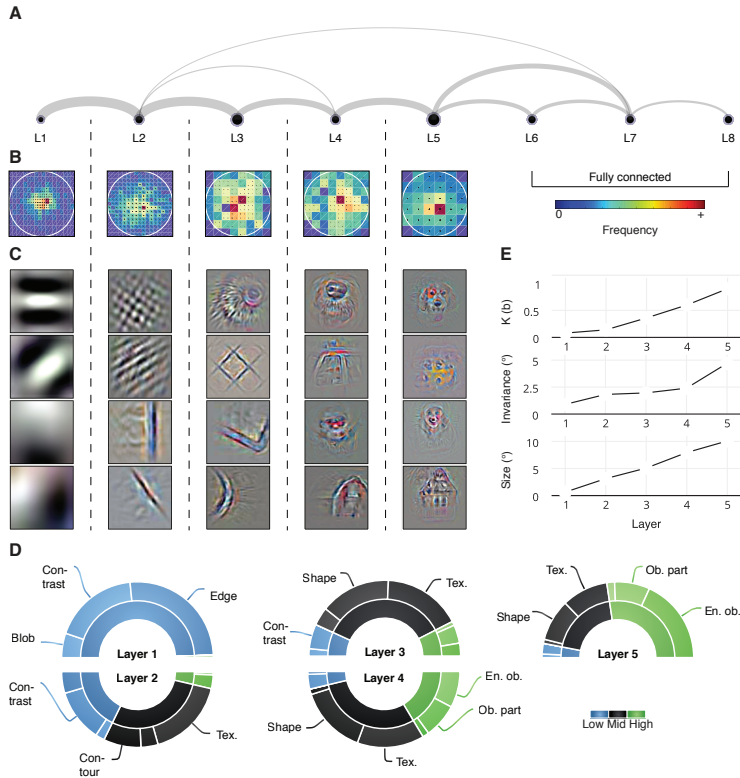 A
L1 L2 L3 L4 L5 L6 L7 L8
B
Fully connected
0 +
Frequency
C
E
K (b)
1
0.5
0
1 2 3 4 5
Invariance (°)
5
2.5
0
1 2 3 4 5
Size (°)
10
5
0
1 2 3 4 5
Layer
D
Con-
trast
Edge
Blob
Layer 1
Layer 2
Con-
trast
Con-
tour
Tex.
Shape
Tex.
Con-
trast
Layer 3
Layer 4
En. ob.
Ob. part
Shape
Tex.
Tex.
Ob. part
Shape
En. ob.
Layer 5
Low Mid High